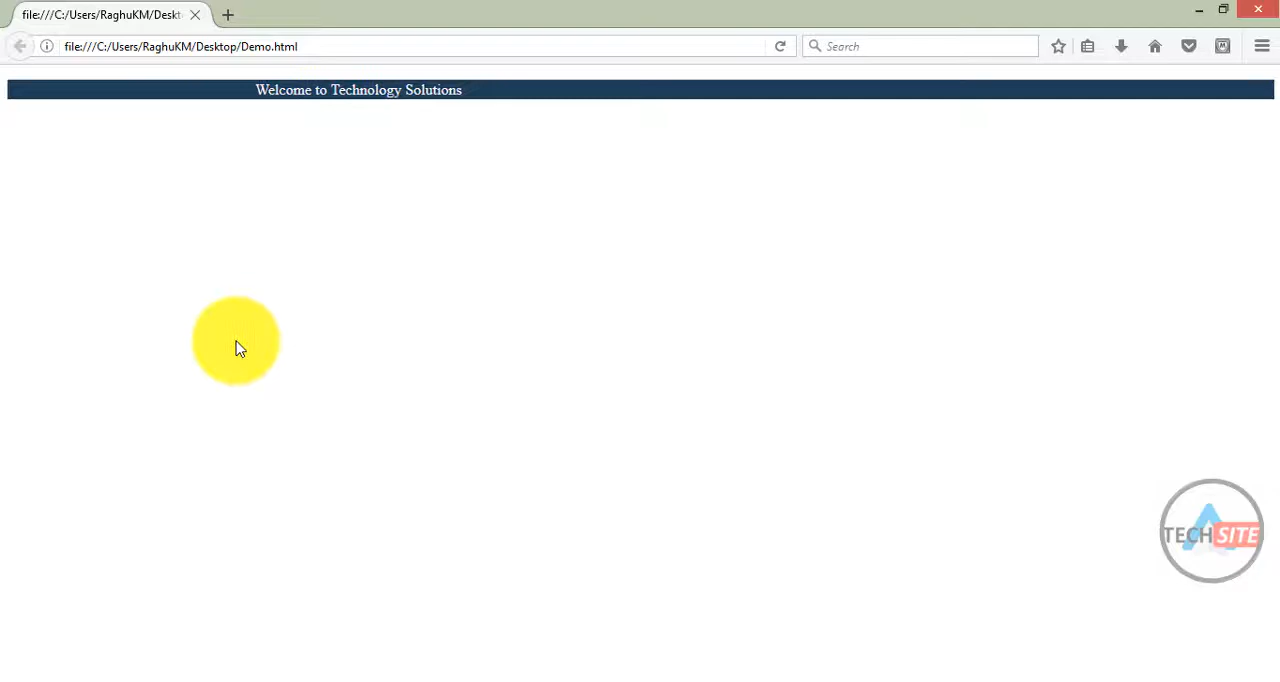 file:///C:/Users/RaghuKM/Deskt
file:///C:/Users/RaghuKM/Desktop/Demo.html
Search
Welcome to Technology Solutions
TECH SITE